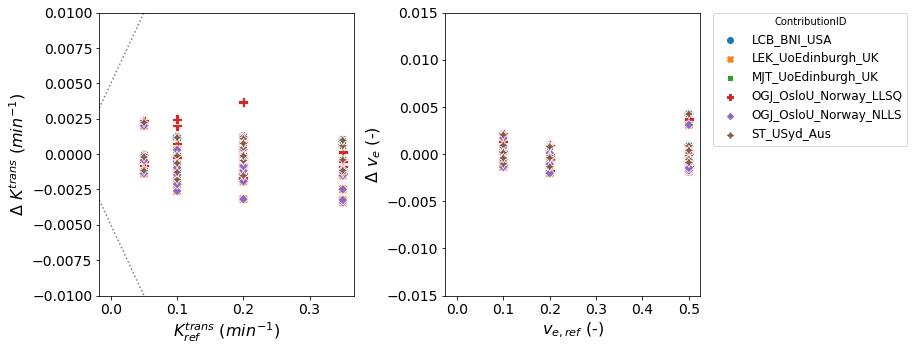 0.0100
0.0075
0.0050
0.0025
0.0000
−0.0025
−0.0050
−0.0075
−0.0100
Δ K^trans (min^−1)
0.0 0.1 0.2 0.3
K_ref^trans (min^−1)
0.015
0.010
0.005
0.000
−0.005
−0.010
−0.015
Δ v_e (-)
0.0 0.1 0.2 0.3 0.4 0.5
v_e, ref (-)
ContributionID
LCB_BNI_USA
LEK_UoEdinburgh_UK
MJT_UoEdinburgh_UK
OGJ_OsloU_Norway_LLSQ
OGJ_OsloU_Norway_NLLS
ST_USyd_Aus